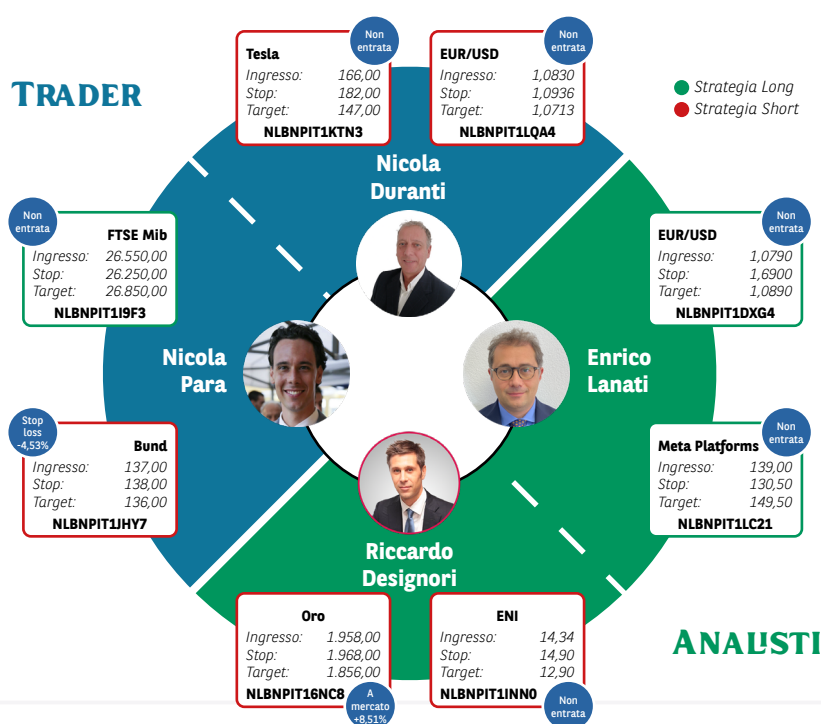 TRADER
Non
entrata
Tesla
Ingresso: 166,00
Stop: 182,00
Target: 147,00
NLBNPIT1KTN3
Non
entrata
EUR/USD
Ingresso: 1,0830
Stop: 1,0936
Target: 1,0713
NLBNPIT1LQA4
Strategia Long
Strategia Short
Nicola
Duranti
Non
entrata
FTSE Mib
Ingresso: 26.550,00
Stop: 26.250,00
Target: 26.850,00
NLBNPIT1I9F3
Non
entrata
EUR/USD
Ingresso: 1,0790
Stop: 1,6900
Target: 1,0890
NLBNPIT1DXG4
Nicola
Para
Enrico
Lanati
Stop
loss
-4,53%
Bund
Ingresso: 137,00
Stop: 138,00
Target: 136,00
NLBNPIT1JHY7
Non
entrata
Meta Platforms
Ingresso: 139,00
Stop: 130,50
Target: 149,50
NLBNPIT1LC21
Riccardo
Designori
Oro
Ingresso: 1.958,00
Stop: 1.968,00
Target: 1.856,00
NLBNPIT16NC8
A
mercato
+8,51%
ENI
Ingresso: 14,34
Stop: 14,90
Target: 12,90
NLBNPIT1INN0
Non
entrata
ANALISTI